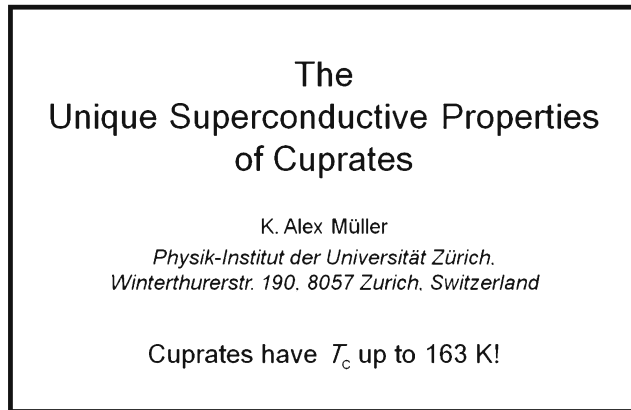 The
Unique Superconductive Properties
of Cuprates
K. Alex Müller
Physik-Institut der Universität Zürich.
Winterthurerstr. 190. 8057 Zurich. Switzerland
Cuprates have Tc up to 163 K!